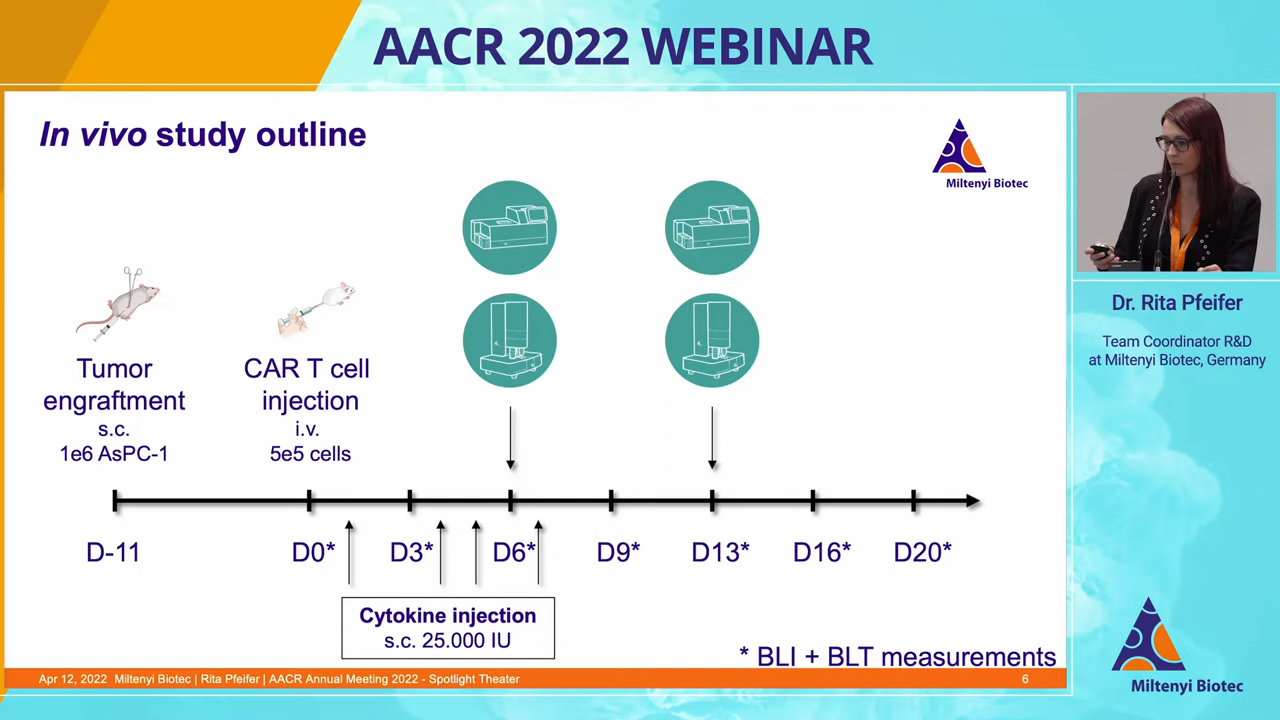 AACR 2022 WEBINAR
In vivo study outline
Miltenyi Biotec
Tumor
engraftment
s.c.
1e6 AsPC-1
CAR T cell
injection
i.v.
5e5 cells
D-11
D0*
D3*
D6*
D9*
D13*
D16*
D20*
Cytokine injection
s.c. 25.000 IU
* BLI + BLT measurements
Apr 12, 2022 Miltenyi Biotec | Rita Pfeifer | AACR Annual Meeting 2022 - Spotlight Theater
6
Dr. Rita Pfeifer
Team Coordinator R&D
at Miltenyi Biotec, Germany
Miltenyi Biotec